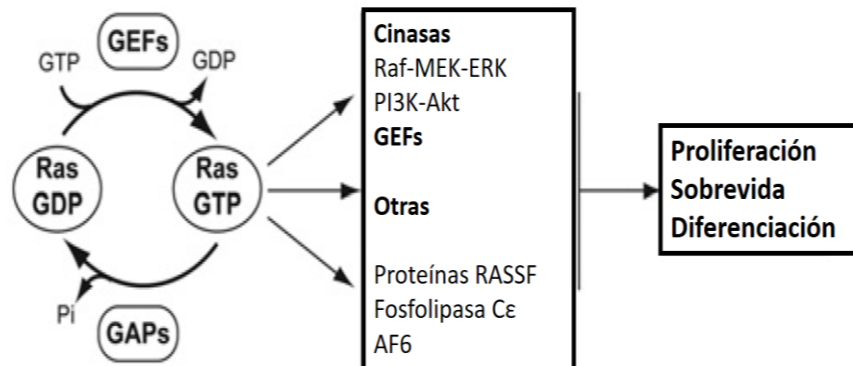 GEFs
GTP
GDP
Ras
GDP
Ras
GTP
Pi
GAPs
Cinasas
Raf-MEK-ERK
PI3K-Akt
GEFs
Otras
Proteínas RASSF
Fosfolipasa Cε
AF6
Proliferación
Sobrevida
Diferenciación